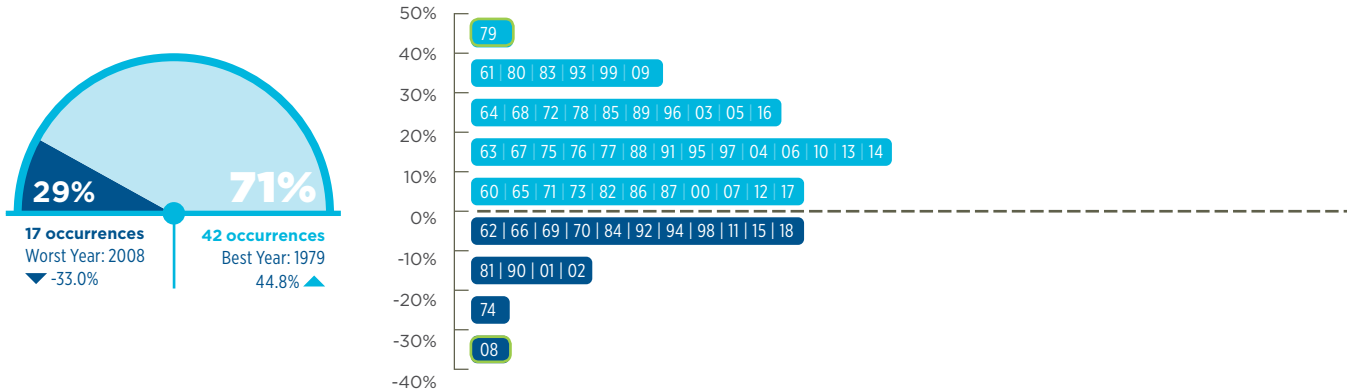 29%
71%
17 occurrences
Worst Year: 2008
-33.0%
42 occurrences
Best Year: 1979
44.8%
50%
79
40%
61 | 80 | 83 | 93 | 99 | 09
30%
64 | 68 | 72 | 78 | 85 | 89 | 96 | 03 | 05 | 16
20%
63 | 67 | 75 | 76 | 77 | 88 | 91 | 95 | 97 | 04 | 06 | 10 | 13 | 14
10%
60 | 65 | 71 | 73 | 82 | 86 | 87 | 00 | 07 | 12 | 17
0%
62 | 66 | 69 | 70 | 84 | 92 | 94 | 98 | 11 | 15 | 18
-10%
81 | 90 | 01 | 02
-20%
74
-30%
08
-40%